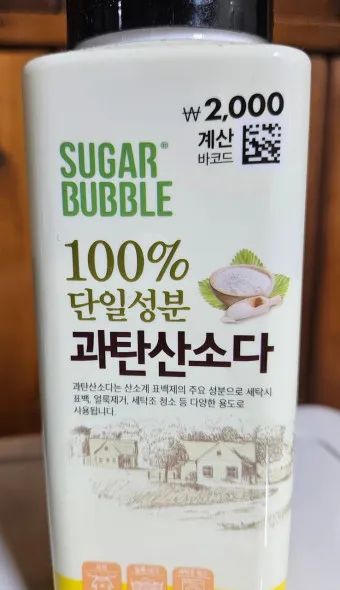 ₩2,000
계산
바코드
SUGAR®
BUBBLE
100%
단일성분
과탄산소다
과탄산소다는 산소계 표백제의 주요 성분으로 세탁시
표백, 얼룩제거, 세탁조 청소 등 다양한 용도로
사용됩니다.